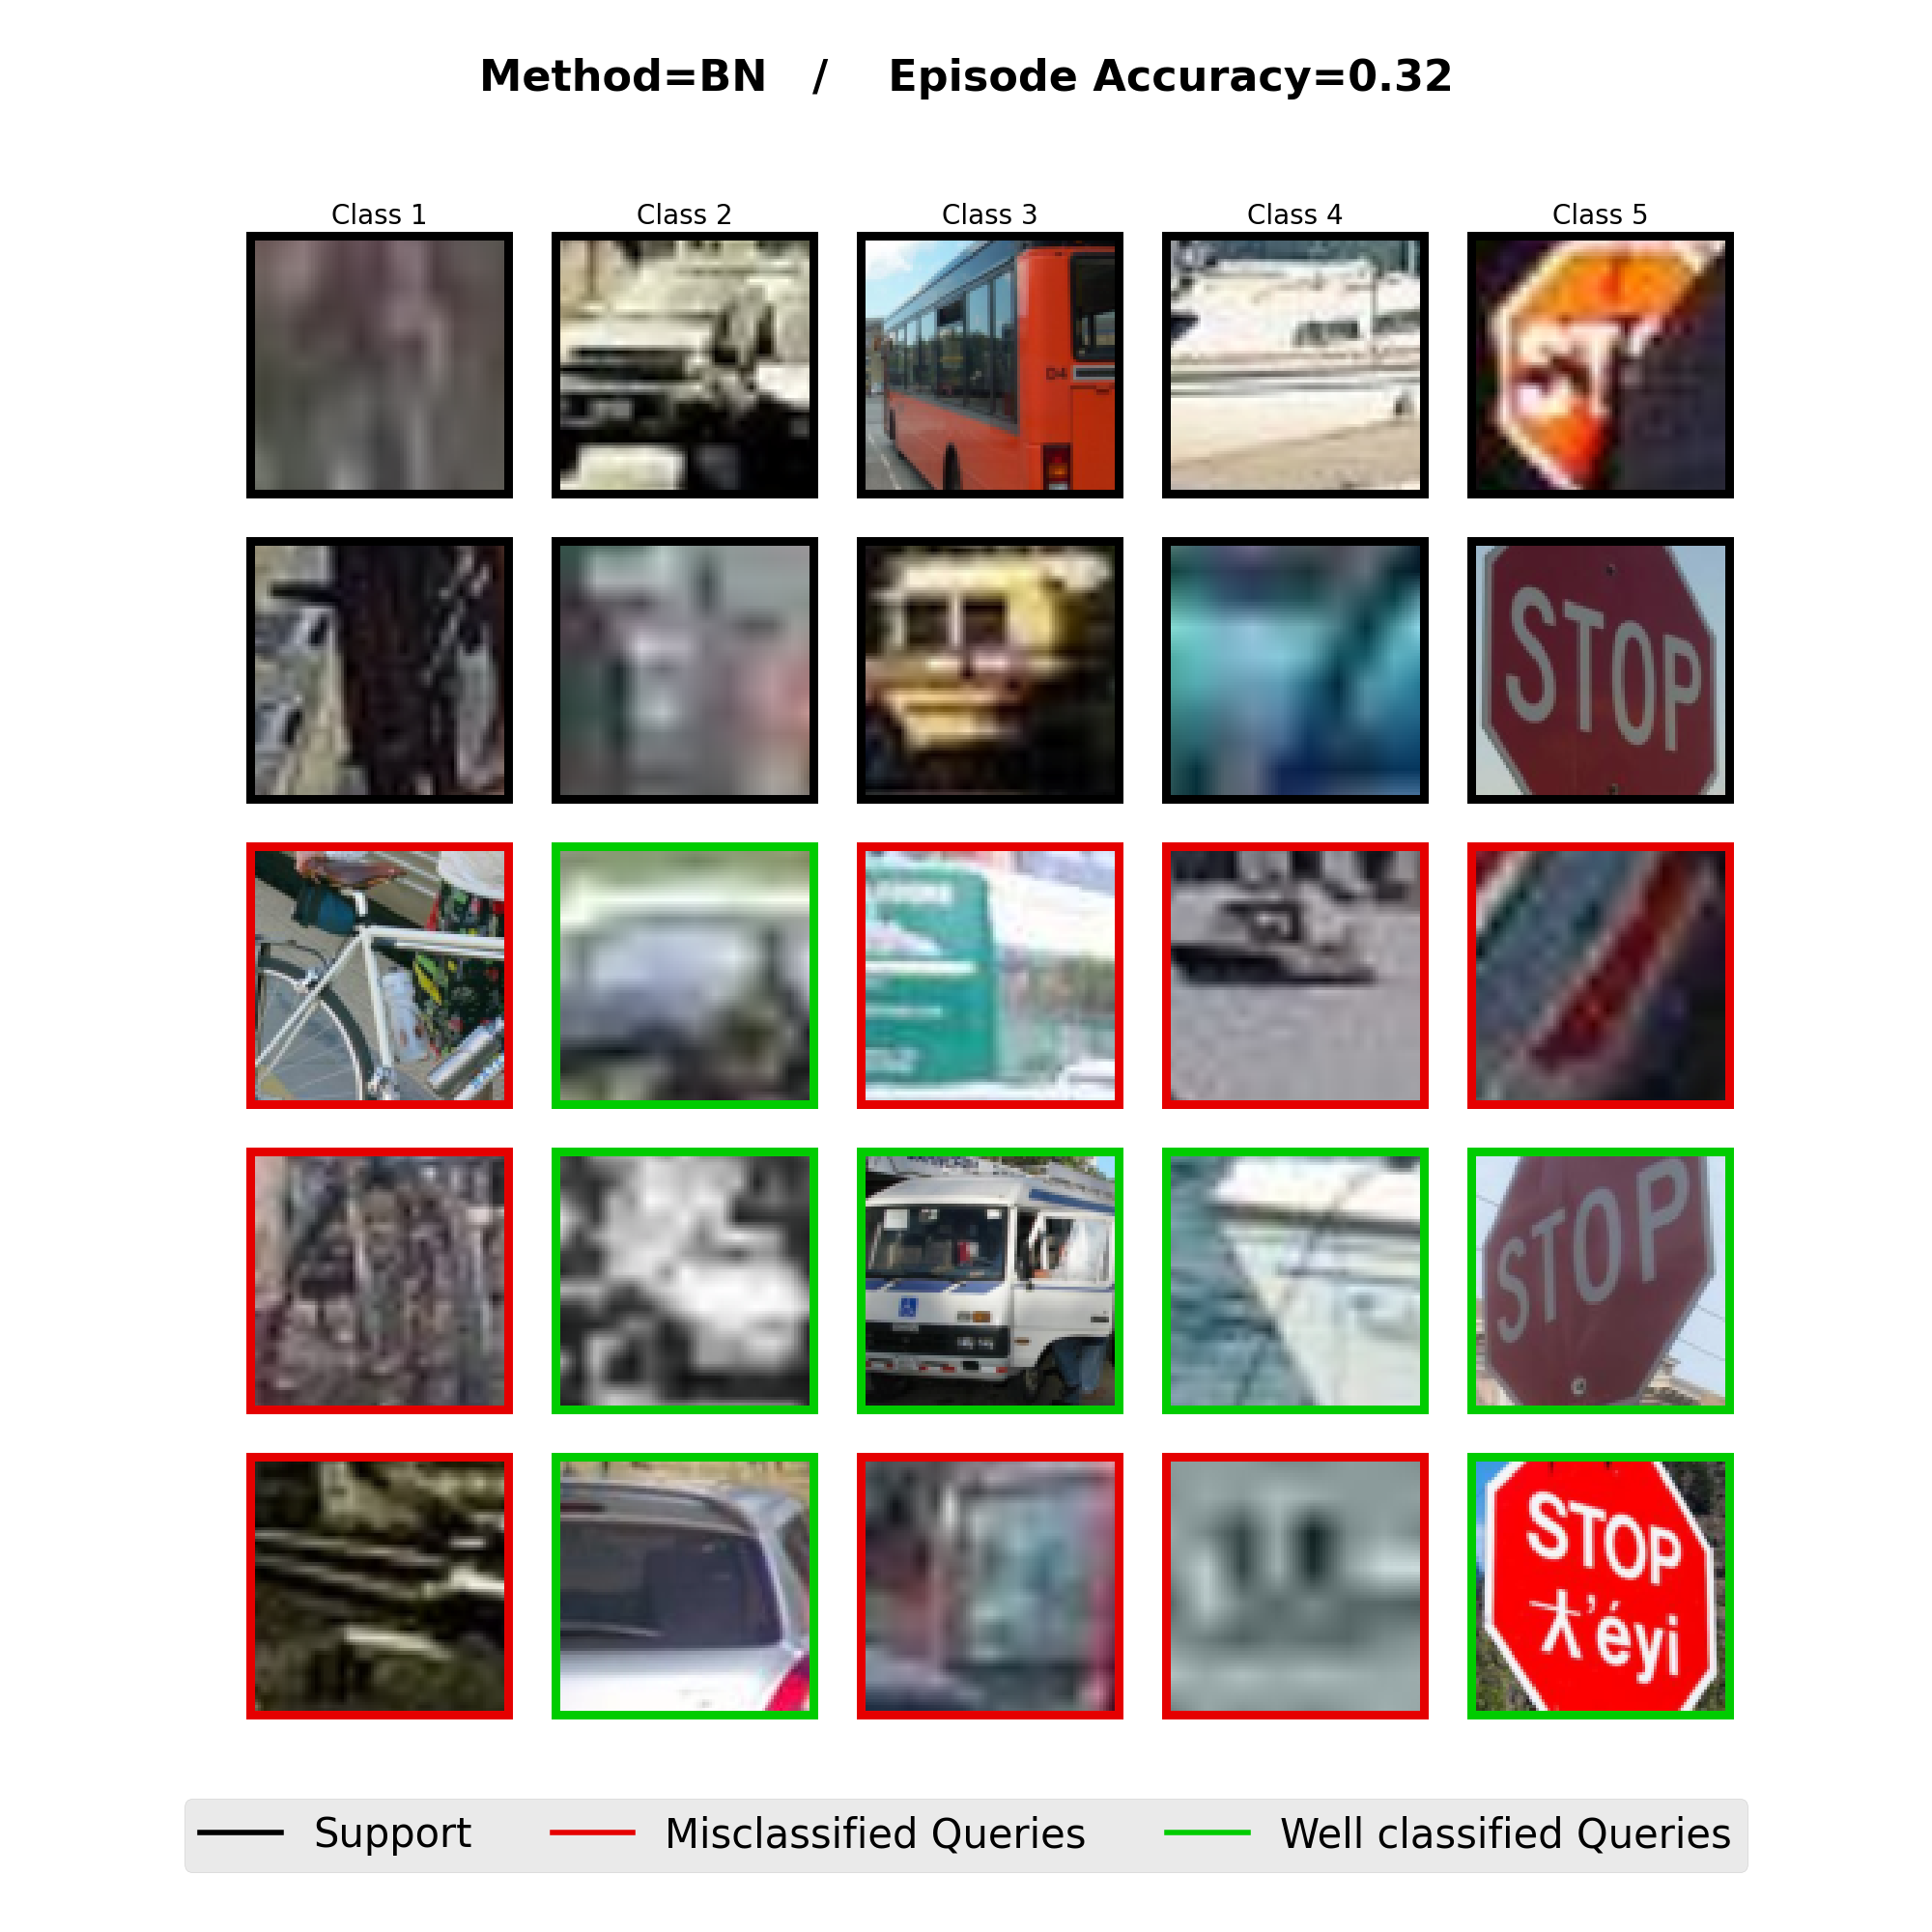 Method=BN / Episode Accuracy=0.32
Class 1 Class 2 Class 3 Class 4 Class 5
D4
STOP
STOP
STOP
ꓘ’éyi
Support Misclassified Queries Well classified Queries